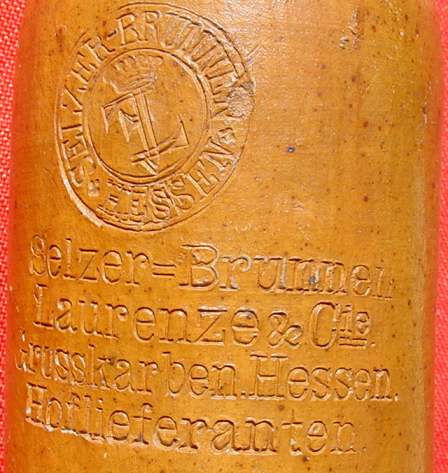 SELZER-BRUNNEN
HESSEN
Selzer=Brunnen
Laurenze & Cie.
Grosskarben. Hessen.
Hoflieferanten.